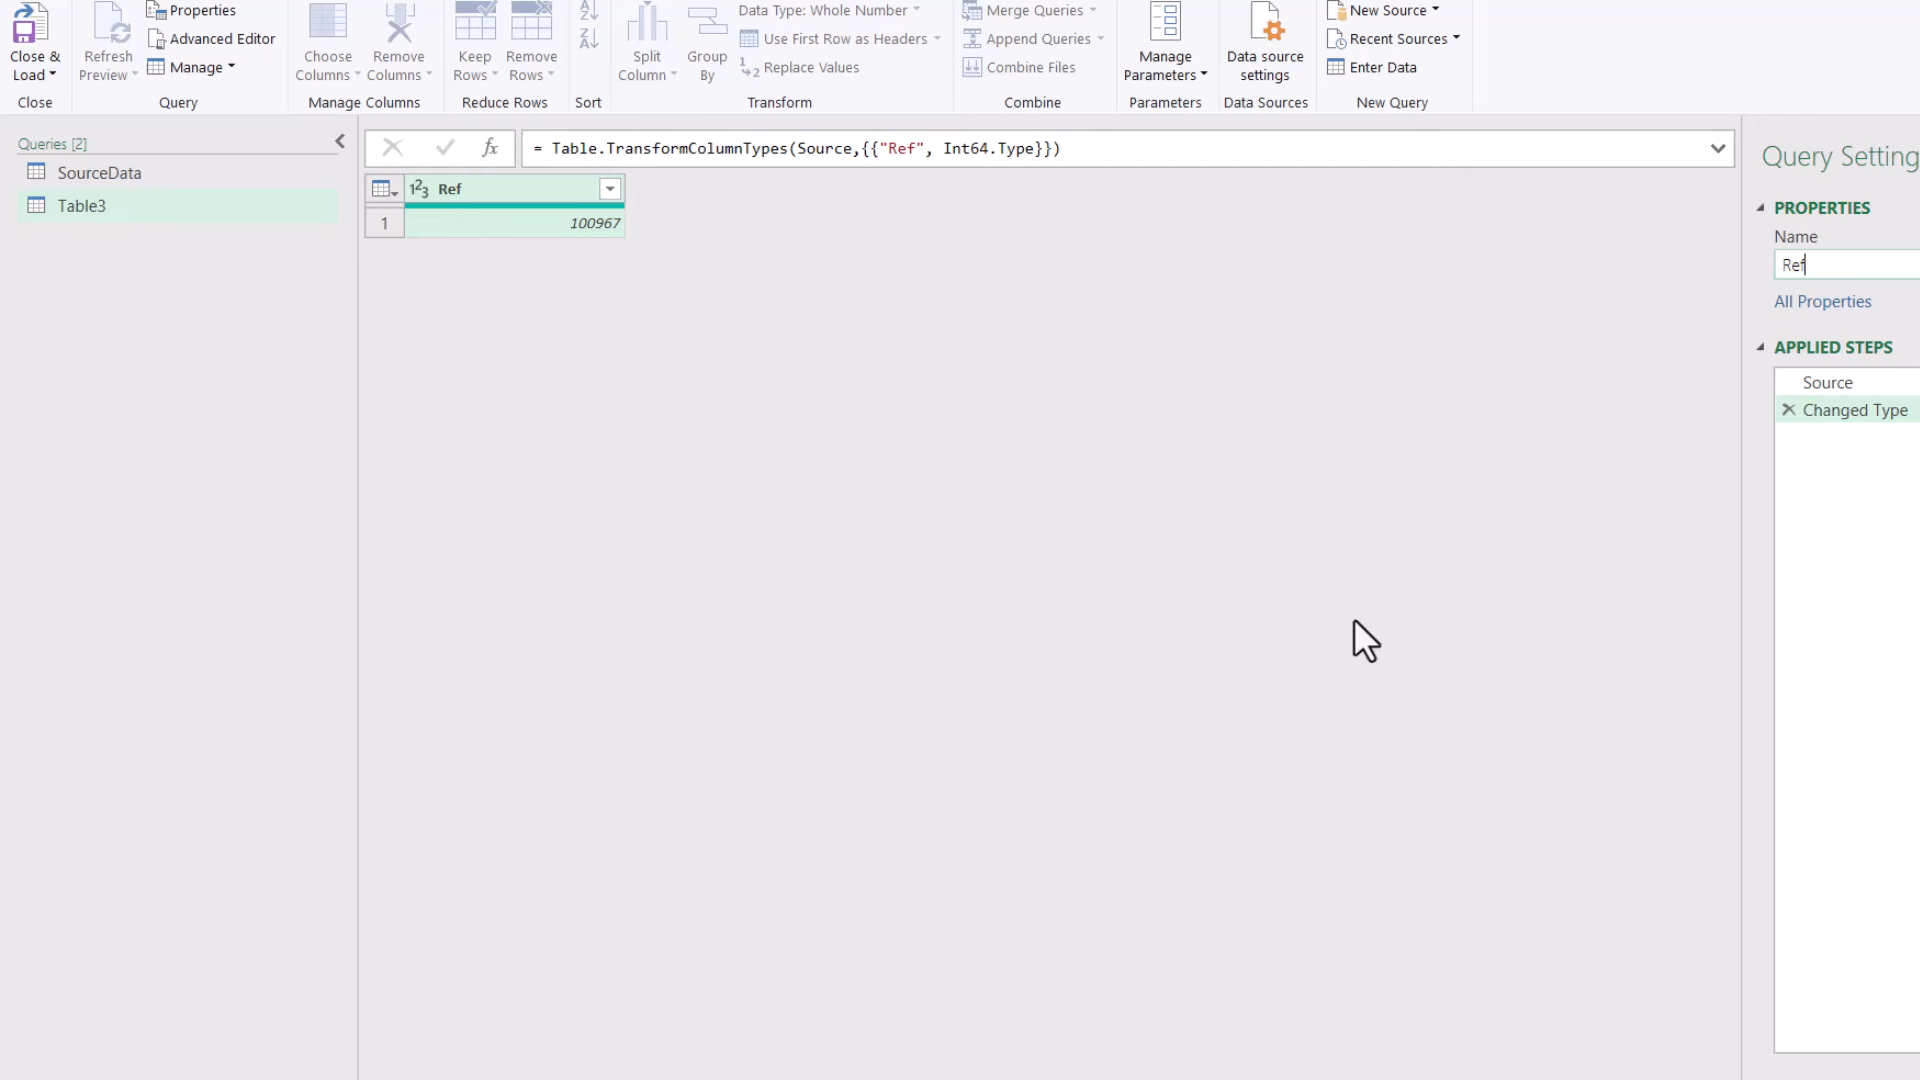 Properties
Advanced Editor
Manage
Close &
Load
Close
Refresh
Preview
Query
Choose
Columns
Remove
Columns
Manage Columns
Keep
Rows
Remove
Rows
Reduce Rows
Sort
Split
Column
Group
By
Data Type: Whole Number
Use First Row as Headers
Replace Values
Transform
Merge Queries
Append Queries
Combine Files
Combine
Manage
Parameters
Parameters
Data source
settings
Data Sources
New Source
Recent Sources
Enter Data
New Query
Queries [2]
SourceData
Table3
fx
= Table.TransformColumnTypes(Source,{{"Ref", Int64.Type}})
123 Ref
1 100967
Query Setting
PROPERTIES
Name
Ref
All Properties
APPLIED STEPS
Source
Changed Type